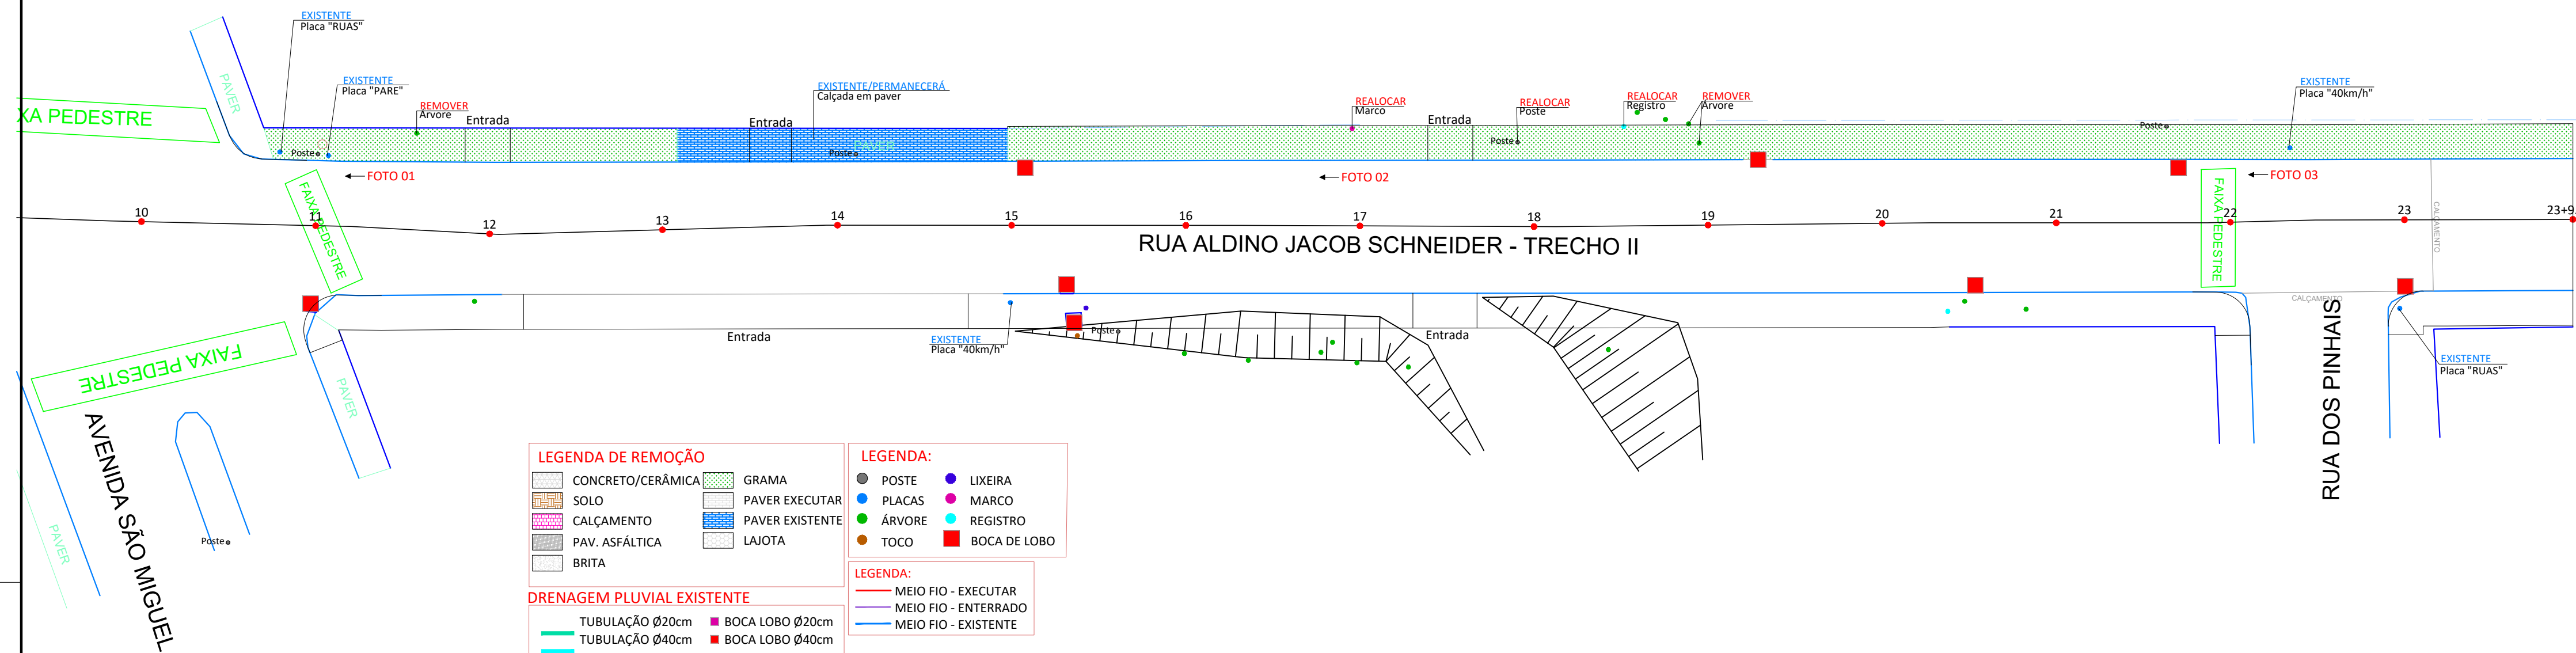 EXISTENTE
Placa "RUAS"
EXISTENTE
Placa "PARE"
REMOVER
Árvore
Entrada
EXISTENTE/PERMANECERÁ
Calçada em paver
Entrada
REALOCAR
Marco
Entrada
REALOCAR
Poste
REALOCAR
Registro
REMOVER
Árvore
EXISTENTE
Placa "40km/h"
PAVER
XA PEDESTRE
Poste
Poste
PAVER
Poste
Poste
FOTO 01
FOTO 02
FOTO 03
FAIXA PEDESTRE
FAIXA PEDESTRE
CALÇAMENTO
10
11
12
13
14
15
16
17
18
19
20
21
22
23
23+9
RUA ALDINO JACOB SCHNEIDER - TRECHO II
CALÇAMENTO
Entrada
EXISTENTE
Placa "40km/h"
Poste
Entrada
FAIXA PEDESTRE
PAVER
EXISTENTE
Placa "RUAS"
RUA DOS PINHAIS
AVENIDA SÃO MIGUEL
PAVER
Poste
LEGENDA DE REMOÇÃO
CONCRETO/CERÂMICA
GRAMA
SOLO
PAVER EXECUTAR
CALÇAMENTO
PAVER EXISTENTE
PAV. ASFÁLTICA
LAJOTA
BRITA
LEGENDA:
POSTE
LIXEIRA
PLACAS
MARCO
ÁRVORE
REGISTRO
TOCO
BOCA DE LOBO
LEGENDA:
MEIO FIO - EXECUTAR
MEIO FIO - ENTERRADO
MEIO FIO - EXISTENTE
DRENAGEM PLUVIAL EXISTENTE
TUBULAÇÃO Ø20cm
BOCA LOBO Ø20cm
TUBULAÇÃO Ø40cm
BOCA LOBO Ø40cm